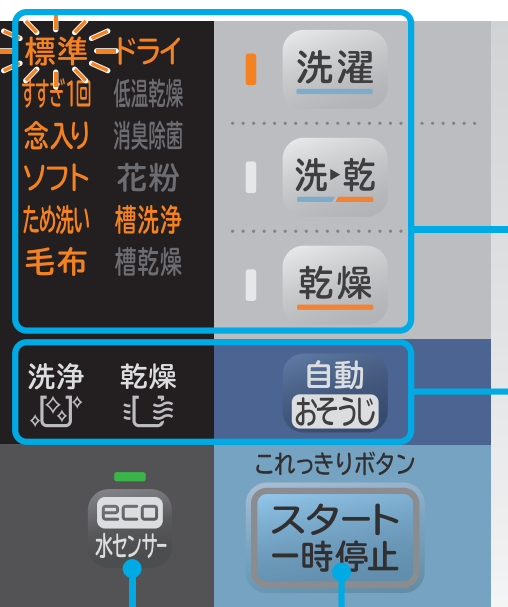 標準 ドライ
すすぎ1回 低温乾燥
念入り 消臭除菌
ソフト 花粉
ため洗い 槽洗浄
毛布 槽乾燥
洗濯
洗▸乾
乾燥
洗浄 乾燥
自動
おそうじ
eco
水センサー
これっきりボタン
スタート
一時停止